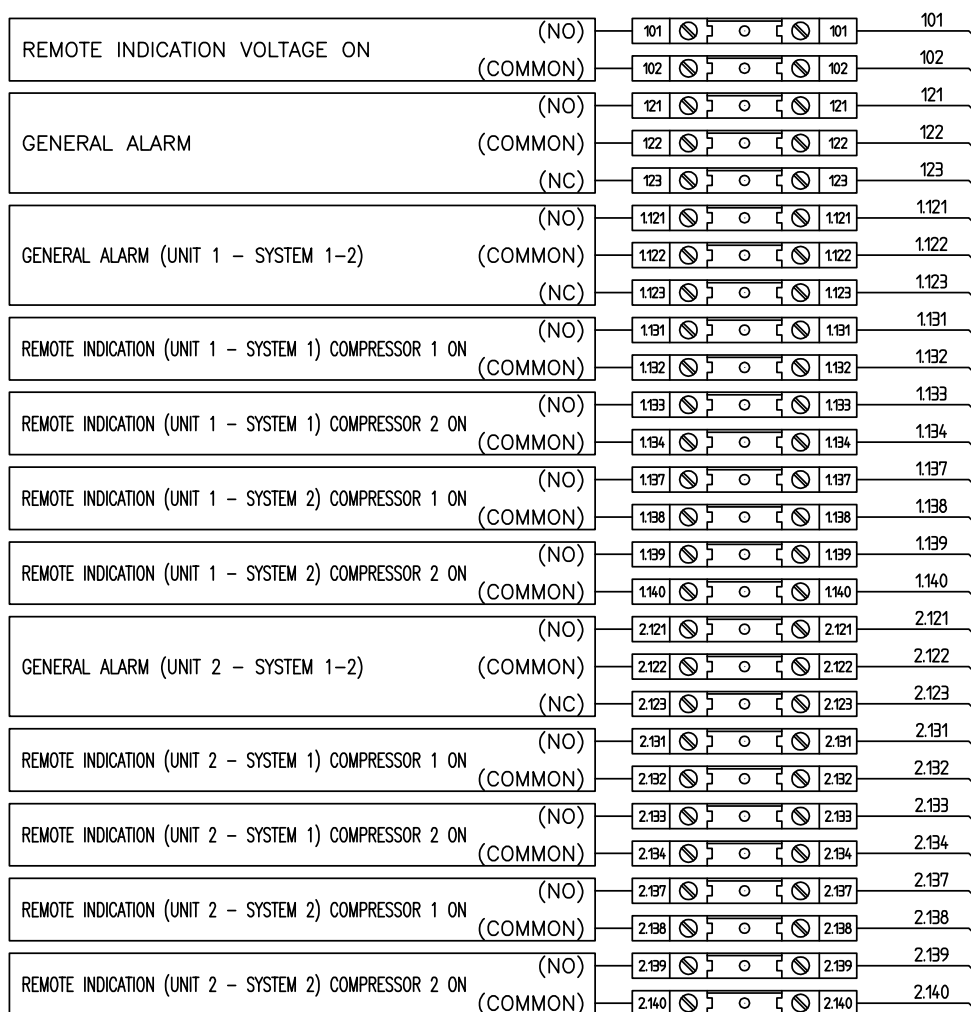 REMOTE INDICATION VOLTAGE ON
(NO) 101 101 101
(COMMON) 102 102 102
GENERAL ALARM
(NO) 121 121 121
(COMMON) 122 122 122
(NC) 123 123 123
GENERAL ALARM (UNIT 1 – SYSTEM 1–2)
(NO) 1.121 1.121 1.121
(COMMON) 1.122 1.122 1.122
(NC) 1.123 1.123 1.123
REMOTE INDICATION (UNIT 1 – SYSTEM 1) COMPRESSOR 1 ON
(NO) 1.131 1.131 1.131
(COMMON) 1.132 1.132 1.132
REMOTE INDICATION (UNIT 1 – SYSTEM 1) COMPRESSOR 2 ON
(NO) 1.133 1.133 1.133
(COMMON) 1.134 1.134 1.134
REMOTE INDICATION (UNIT 1 – SYSTEM 2) COMPRESSOR 1 ON
(NO) 1.137 1.137 1.137
(COMMON) 1.138 1.138 1.138
REMOTE INDICATION (UNIT 1 – SYSTEM 2) COMPRESSOR 2 ON
(NO) 1.139 1.139 1.139
(COMMON) 1.140 1.140 1.140
GENERAL ALARM (UNIT 2 – SYSTEM 1–2)
(NO) 2.121 2.121 2.121
(COMMON) 2.122 2.122 2.122
(NC) 2.123 2.123 2.123
REMOTE INDICATION (UNIT 2 – SYSTEM 1) COMPRESSOR 1 ON
(NO) 2.131 2.131 2.131
(COMMON) 2.132 2.132 2.132
REMOTE INDICATION (UNIT 2 – SYSTEM 1) COMPRESSOR 2 ON
(NO) 2.133 2.133 2.133
(COMMON) 2.134 2.134 2.134
REMOTE INDICATION (UNIT 2 – SYSTEM 2) COMPRESSOR 1 ON
(NO) 2.137 2.137 2.137
(COMMON) 2.138 2.138 2.138
REMOTE INDICATION (UNIT 2 – SYSTEM 2) COMPRESSOR 2 ON
(NO) 2.139 2.139 2.139
(COMMON) 2.140 2.140 2.140